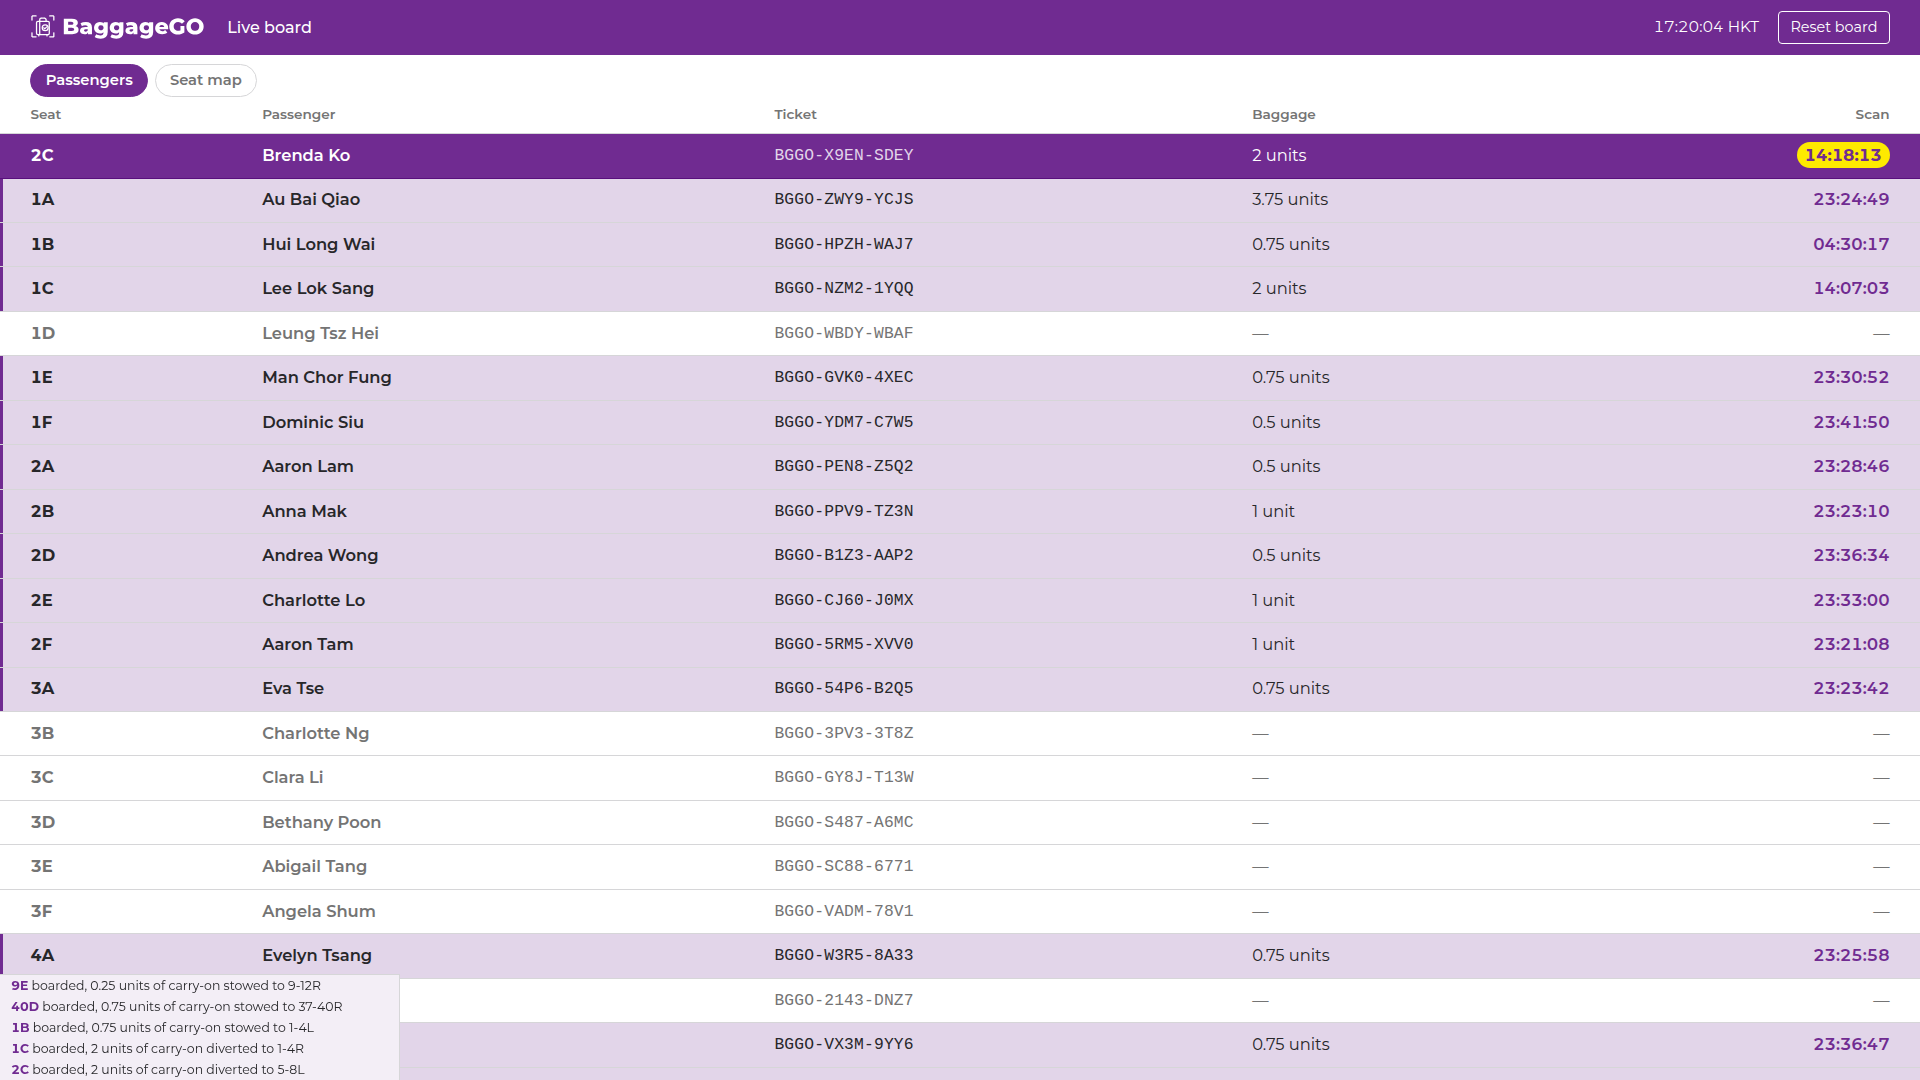 BaggageGO Live board 17:20:04 HKT Reset board
Passengers Seat map
Seat Passenger Ticket Baggage Scan
2C Brenda Ko BGGO-X9EN-SDEY 2 units 14:18:13
1A Au Bai Qiao BGGO-ZWY9-YCJS 3.75 units 23:24:49
1B Hui Long Wai BGGO-HPZH-WAJ7 0.75 units 04:30:17
1C Lee Lok Sang BGGO-NZM2-1YQQ 2 units 14:07:03
1D Leung Tsz Hei BGGO-WBDY-WBAF — —
1E Man Chor Fung BGGO-GVK0-4XEC 0.75 units 23:30:52
1F Dominic Siu BGGO-YDM7-C7W5 0.5 units 23:41:50
2A Aaron Lam BGGO-PEN8-Z5Q2 0.5 units 23:28:46
2B Anna Mak BGGO-PPV9-TZ3N 1 unit 23:23:10
2D Andrea Wong BGGO-B1Z3-AAP2 0.5 units 23:36:34
2E Charlotte Lo BGGO-CJ60-J0MX 1 unit 23:33:00
2F Aaron Tam BGGO-5RM5-XVV0 1 unit 23:21:08
3A Eva Tse BGGO-54P6-B2Q5 0.75 units 23:23:42
3B Charlotte Ng BGGO-3PV3-3T8Z — —
3C Clara Li BGGO-GY8J-T13W — —
3D Bethany Poon BGGO-S487-A6MC — —
3E Abigail Tang BGGO-SC88-6771 — —
3F Angela Shum BGGO-VADM-78V1 — —
4A Evelyn Tsang BGGO-W3R5-8A33 0.75 units 23:25:58
BGGO-2143-DNZ7 — —
BGGO-VX3M-9YY6 0.75 units 23:36:47
9E boarded, 0.25 units of carry-on stowed to 9-12R
40D boarded, 0.75 units of carry-on stowed to 37-40R
1B boarded, 0.75 units of carry-on stowed to 1-4L
1C boarded, 2 units of carry-on diverted to 1-4R
2C boarded, 2 units of carry-on diverted to 5-8L